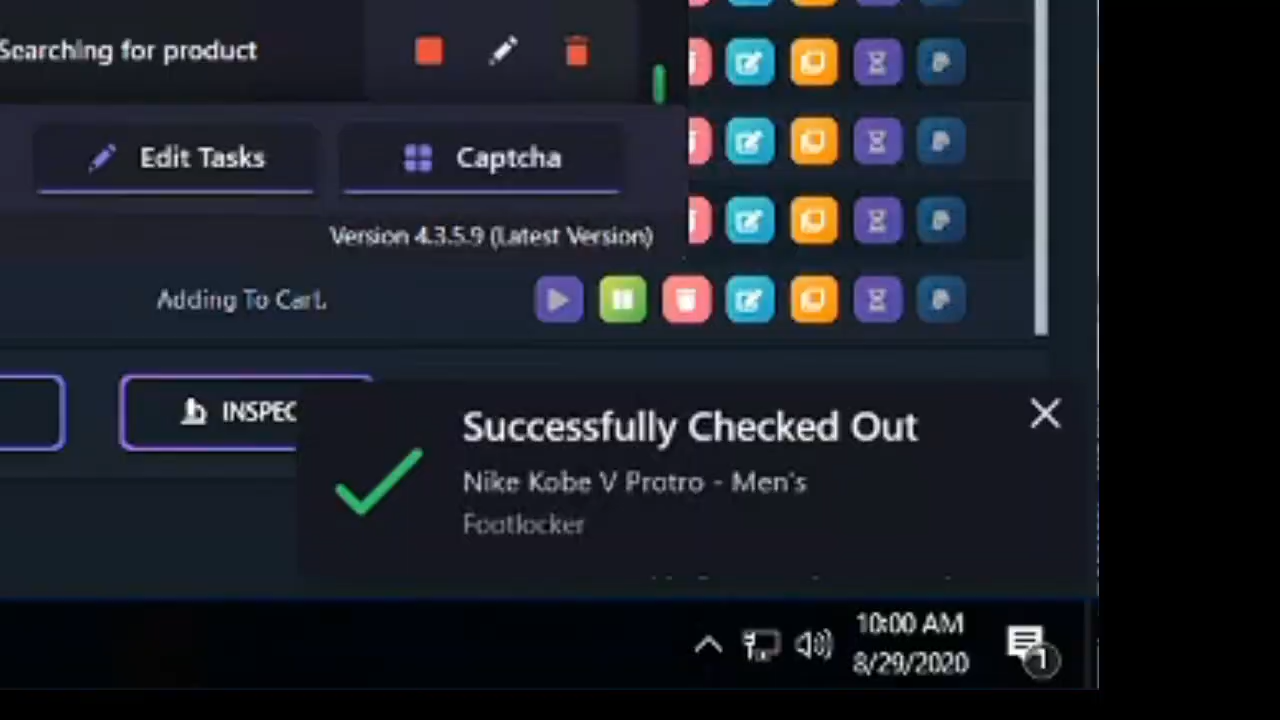 Searching for product
Edit Tasks
Captcha
Version 4.3.5.9 (Latest Version)
Adding To Cart.
INSPEC
Successfully Checked Out
Nike Kobe V Protro - Men's
Footlocker
10:00 AM
8/29/2020
1